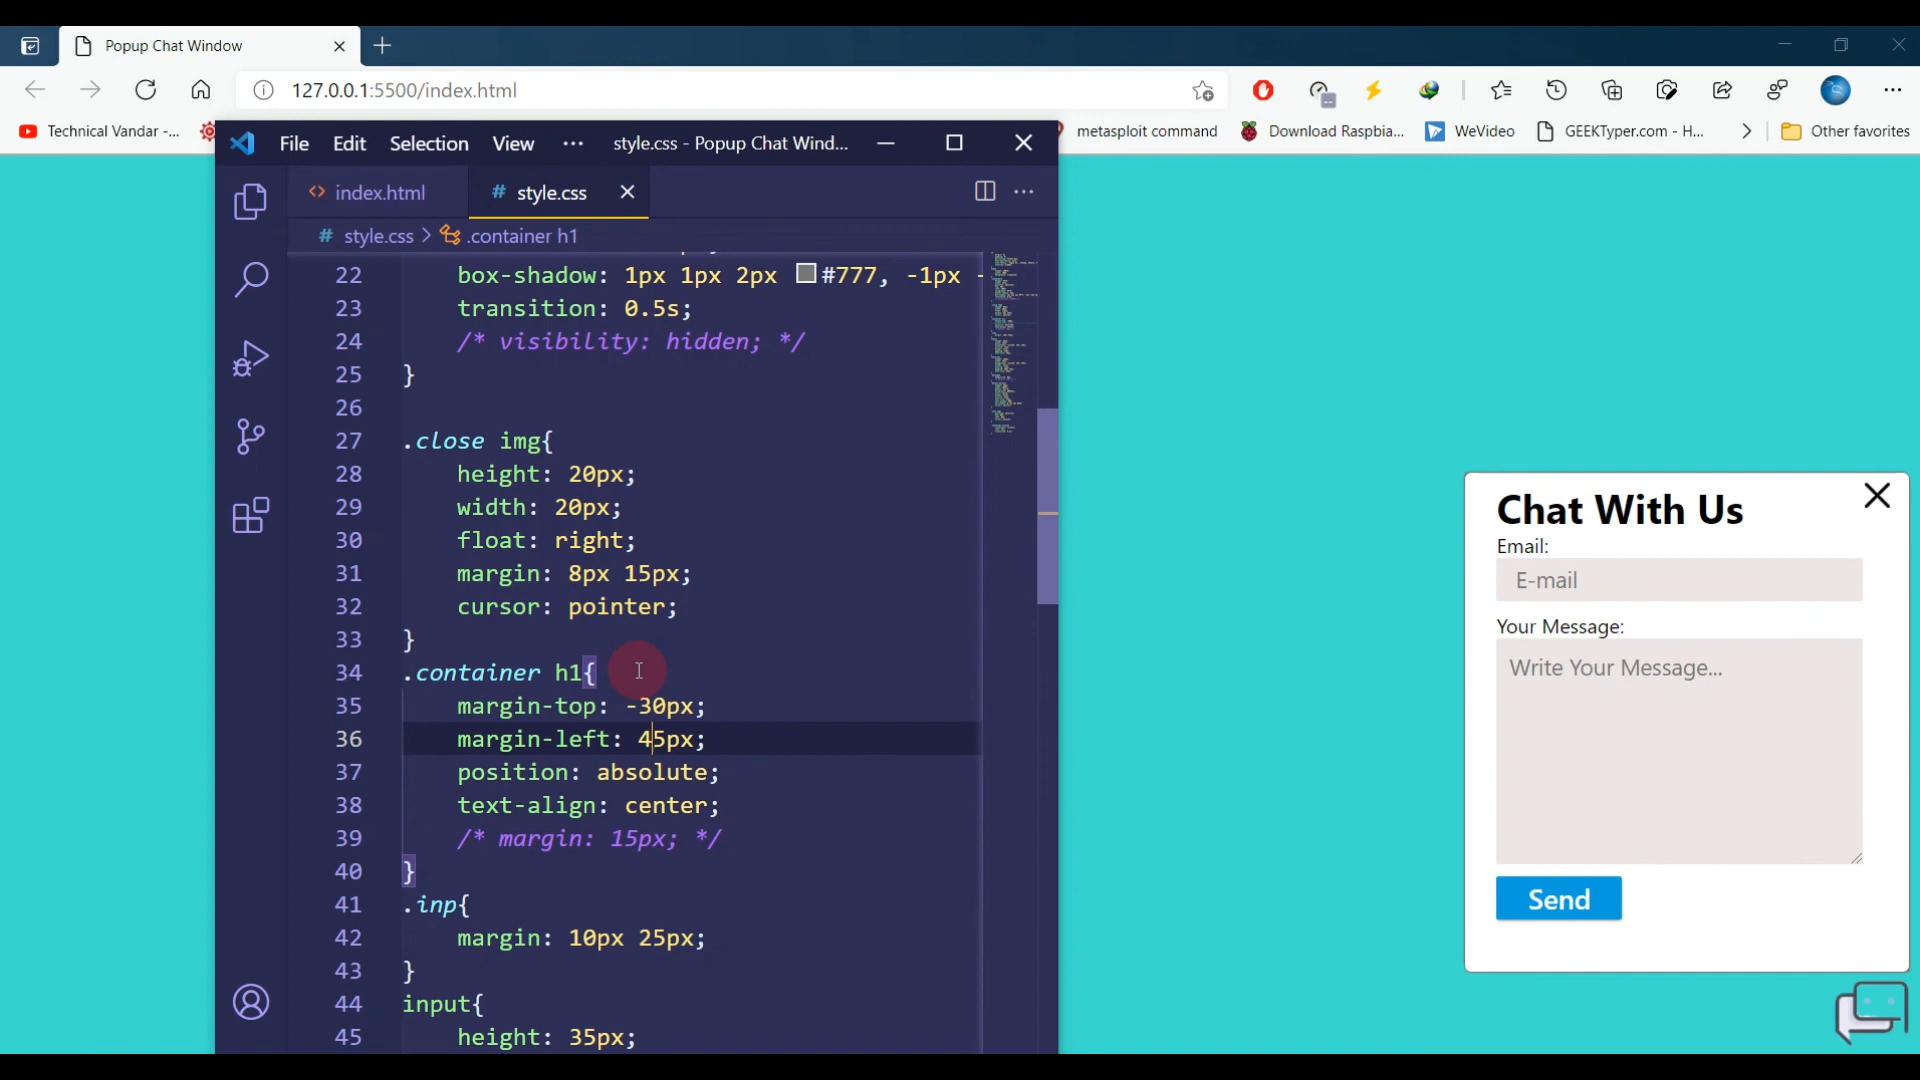 Popup Chat Window
127.0.0.1:5500/index.html
Technical Vandar -...
metasploit command
Download Raspbia...
WeVideo
GEEKTyper.com - H...
Other favorites
File Edit Selection View ... style.css - Popup Chat Wind...
<> index.html
# style.css
# style.css > .container h1
22 box-shadow: 1px 1px 2px #777, -1px -
23 transition: 0.5s;
24 /* visibility: hidden; */
25 }
26
27 .close img{
28 height: 20px;
29 width: 20px;
30 float: right;
31 margin: 8px 15px;
32 cursor: pointer;
33 }
34 .container h1{
35 margin-top: -30px;
36 margin-left: 45px;
37 position: absolute;
38 text-align: center;
39 /* margin: 15px; */
40 }
41 .inp{
42 margin: 10px 25px;
43 }
44 input{
45 height: 35px;
Chat With Us
Email:
E-mail
Your Message:
Write Your Message...
Send